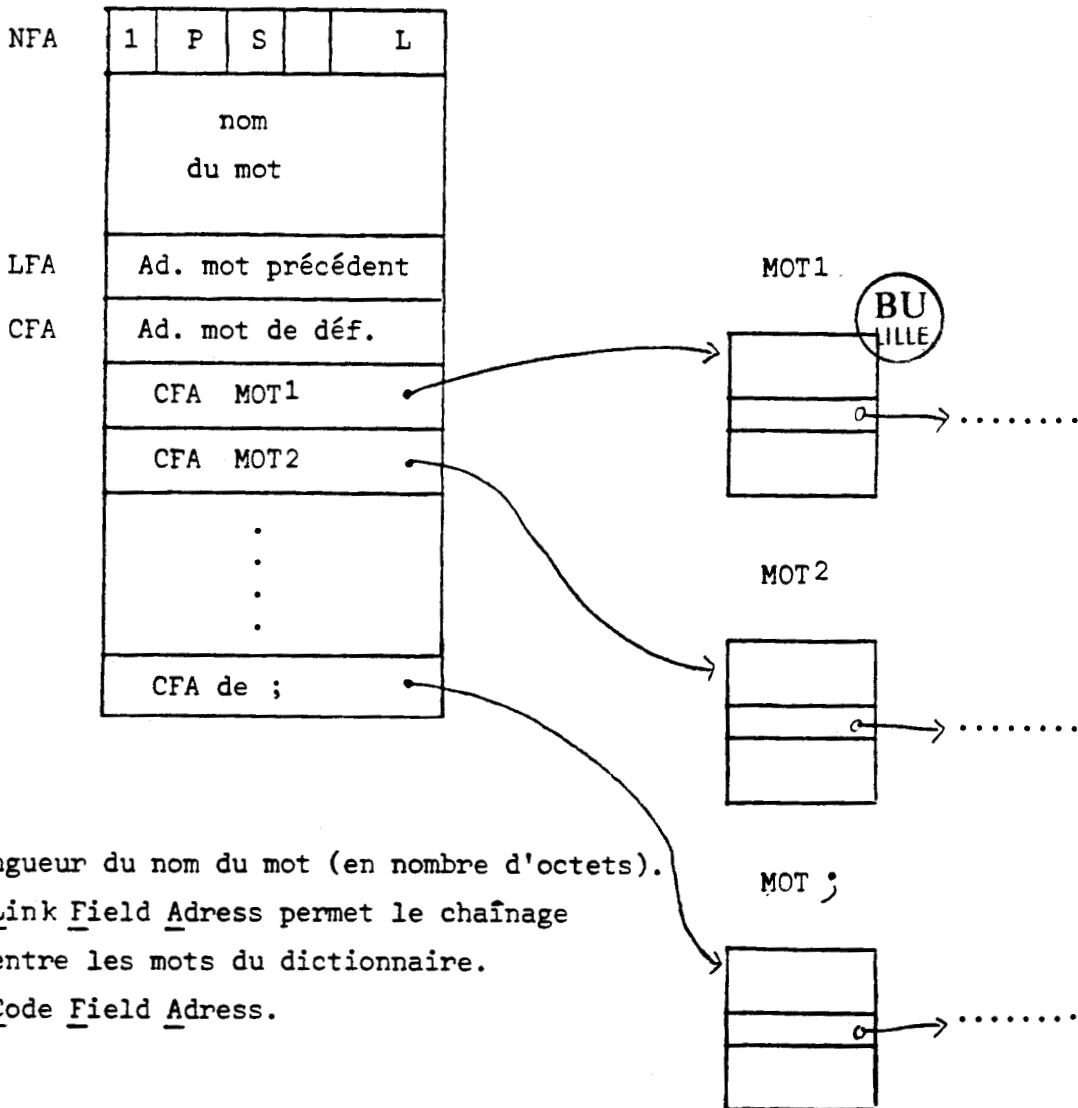 NFA 1 P S L
nom
du mot
LFA Ad. mot précédent
CFA Ad. mot de déf.
CFA MOT1
CFA MOT2
.
.
.
.
CFA de ;
MOT1
BU
LILLE
........
MOT2
........
MOT ;
........
ngueur du nom du mot (en nombre d'octets).
Link Field Adress permet le chaînage
entre les mots du dictionnaire.
Code Field Adress.